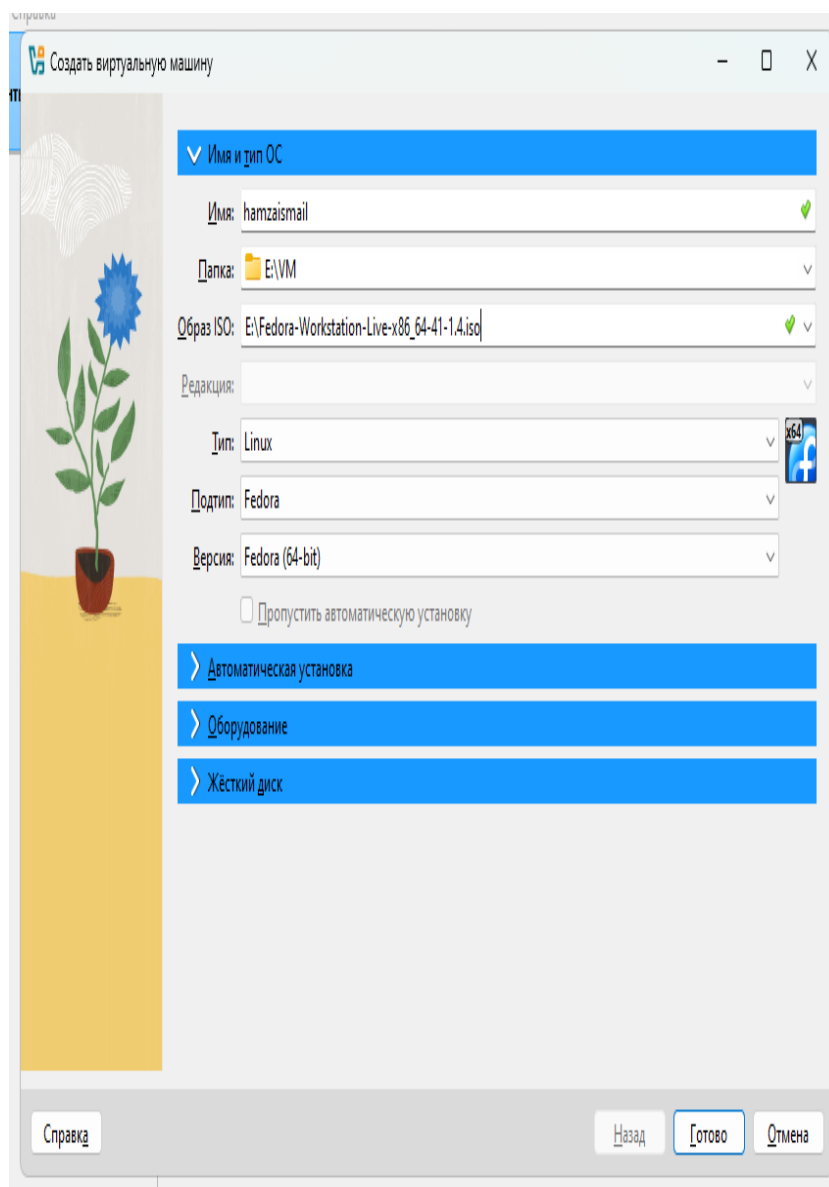 Справка
Создать виртуальную машину
Имя и тип ОС
Имя: hamzaismail
Папка: E:\VM
Образ ISO: E:\Fedora-Workstation-Live-x86_64-41-1.4.iso
Редакция:
Тип: Linux
x64
Подтип: Fedora
Версия: Fedora (64-bit)
Пропустить автоматическую установку
Автоматическая установка
Оборудование
Жёсткий диск
Справка Назад Готово Отмена